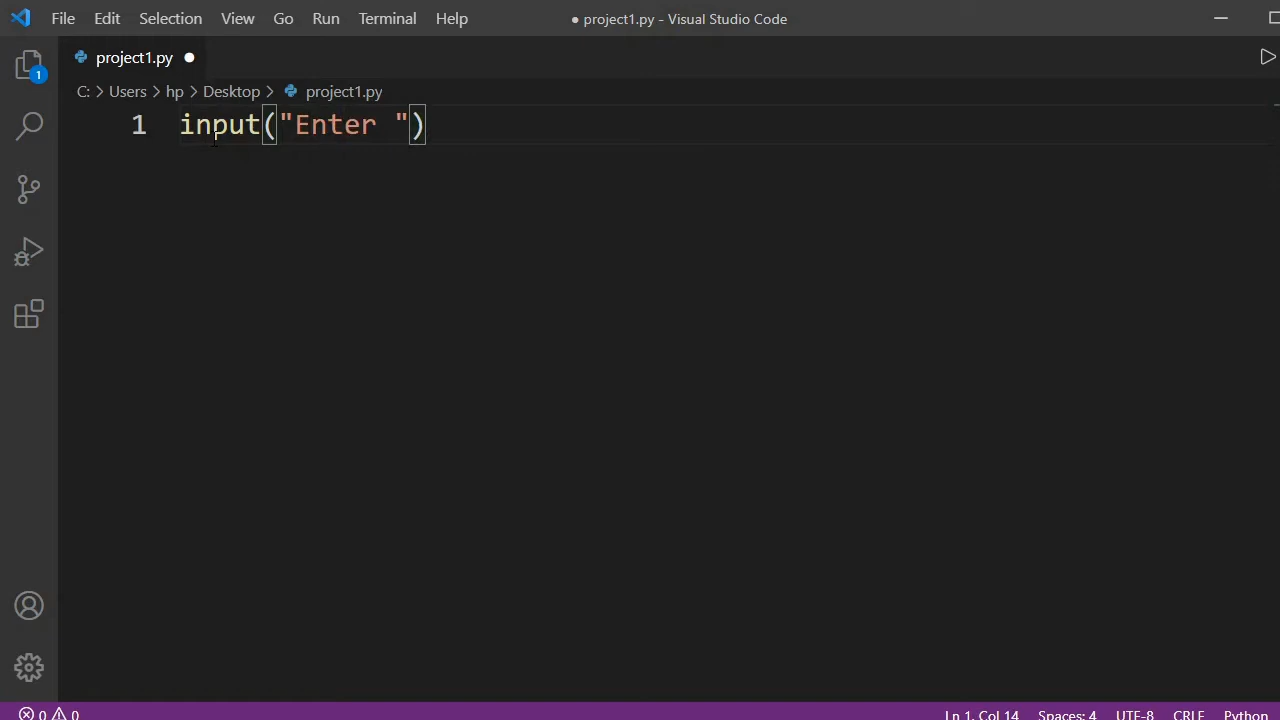 File Edit Selection View Go Run Terminal Help ● project1.py - Visual Studio Code
project1.py ●
1
C: > Users > hp > Desktop > project1.py
1 input("Enter ")
0 0 Ln 1, Col 14 Spaces: 4 UTF-8 CRLF Python